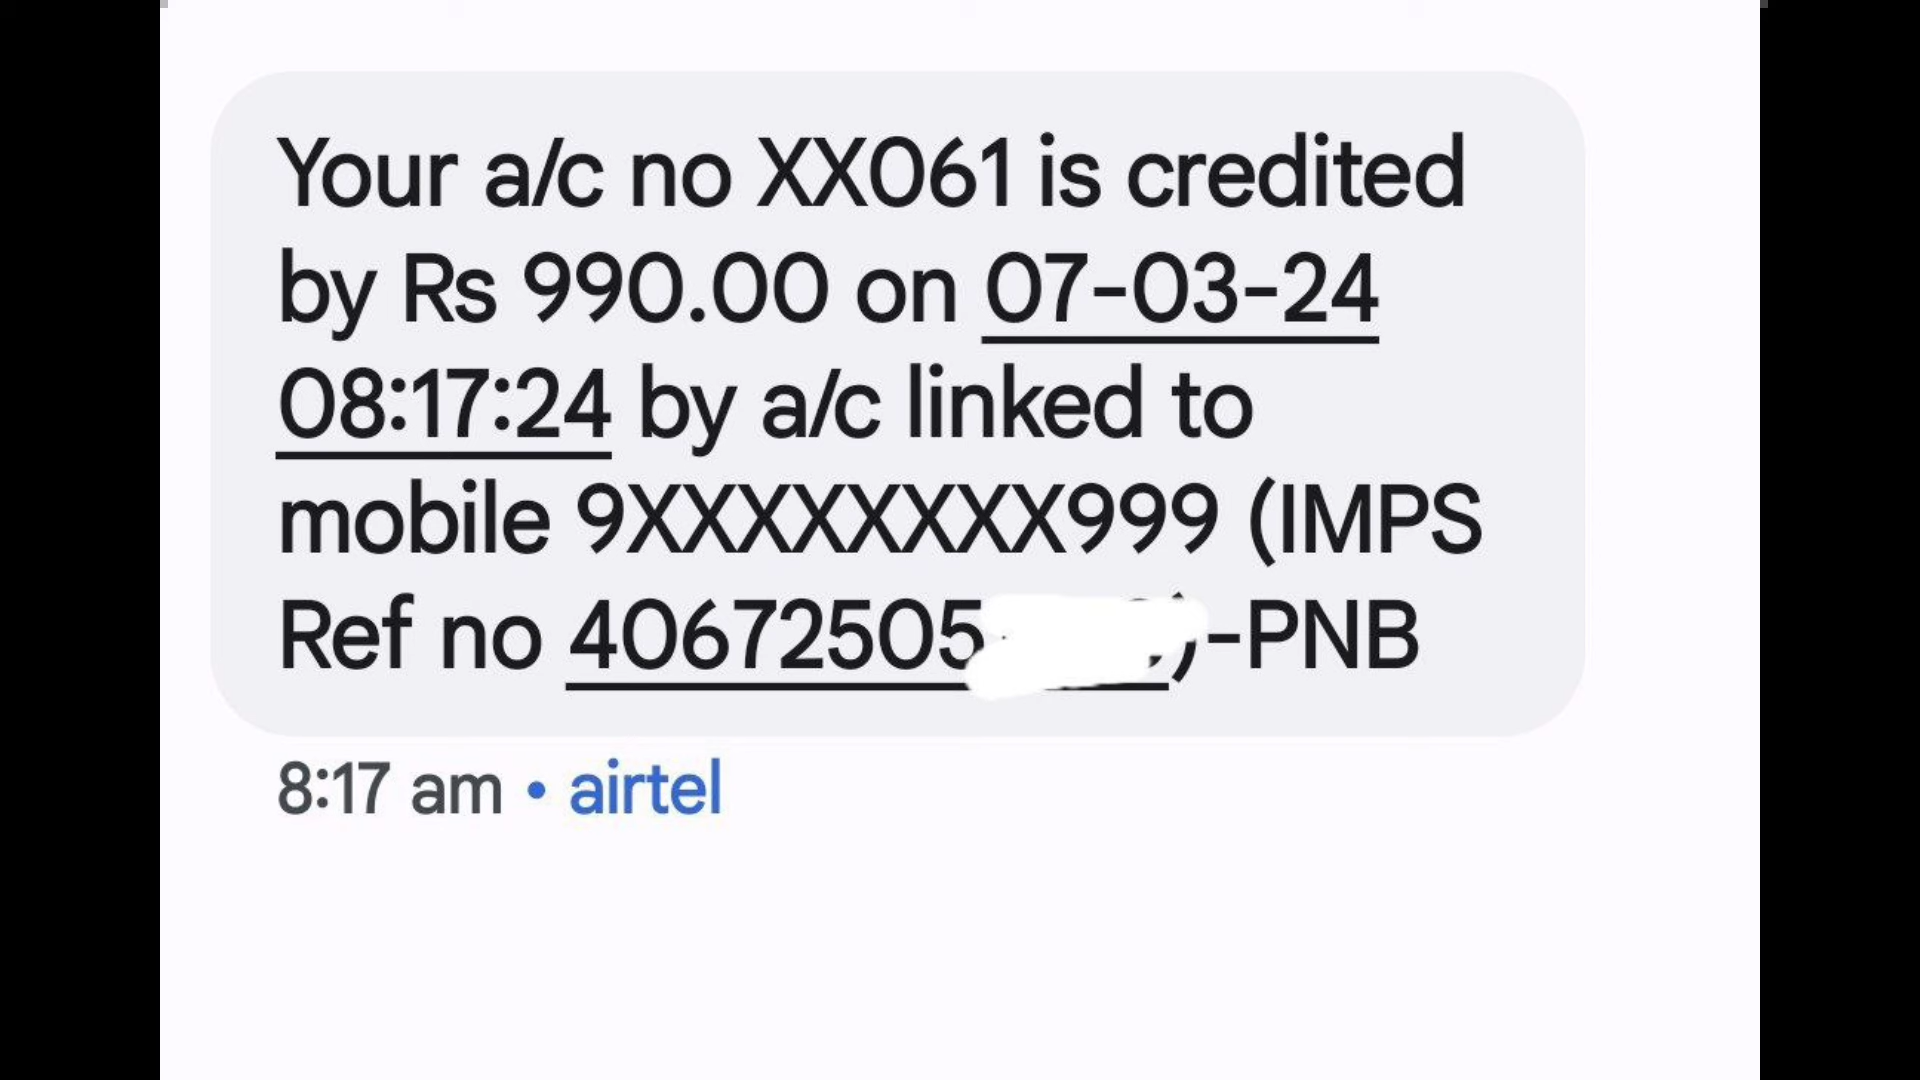 Your a/c no XX061 is credited
by Rs 990.00 on 07-03-24
08:17:24 by a/c linked to
mobile 9XXXXXXXX999 (IMPS
Ref no 40672505 )-PNB
8:17 am • airtel